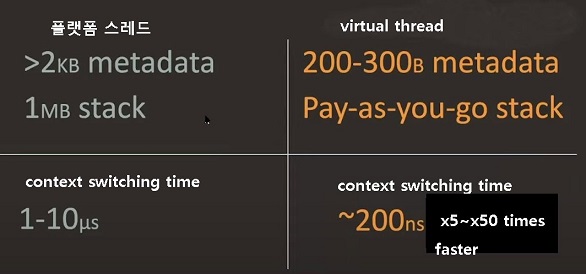 플랫폼 스레드
>2KB metadata
1MB stack
virtual thread
200-300B metadata
Pay-as-you-go stack
context switching time
1-10µs
context switching time
~200ns
x5~x50 times
faster